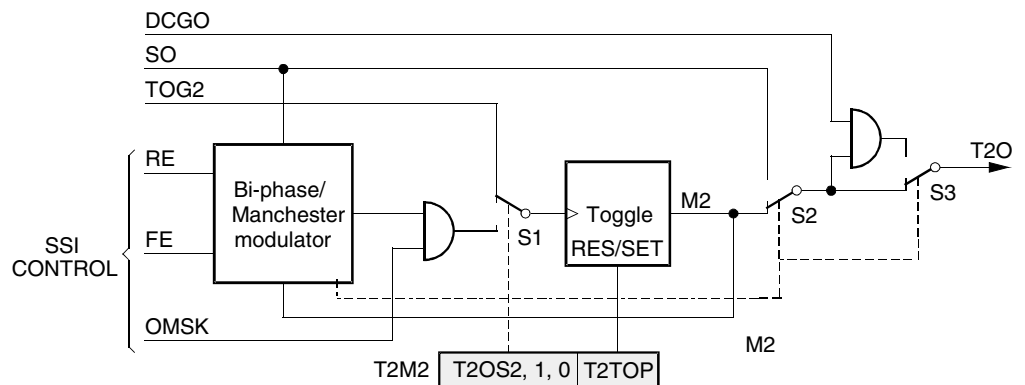 DCGO
SO
TOG2
RE
Bi-phase/
Manchester
modulator
FE
SSI
CONTROL
OMSK
S1
Toggle
RES/SET
M2
S2
S3
T2O
M2
T2M2
T2OS2, 1, 0
T2TOP